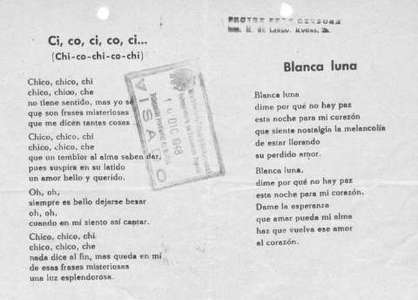 Ci, co, ci, co, ci...
(Chi-co-chi-co-chi)
Chico, chico, chi
chico, chico, che
no tiene sentido, mas yo sé
que son frases misteriosas
que me dicen tantas cosas
Chico, chico, chi
chico, chico, che
que un temblor al alma saben dar,
pues suspira en su latido
un amor bello y querido.
Oh, oh,
siempre es bello dejarse besar
oh, oh,
cuando en mí siento así cantar.
Chico, chico, chi
chico, chico, che
nada dice al fin, mas queda en mí
de esas frases misteriosas
una luz esplendorosa.
VISADO
DIC
Blanca luna
Blanca luna
dime por qué no hay paz
esta noche para mi corazón
que siente nostalgia la melancolía
de estar llorando
su perdido amor.
Blanca luna,
dime por qué no hay paz
esta noche para mi corazón.
Dame la esperanza
que amar pueda mi alma
haz que vuelva ese amor
al corazón.